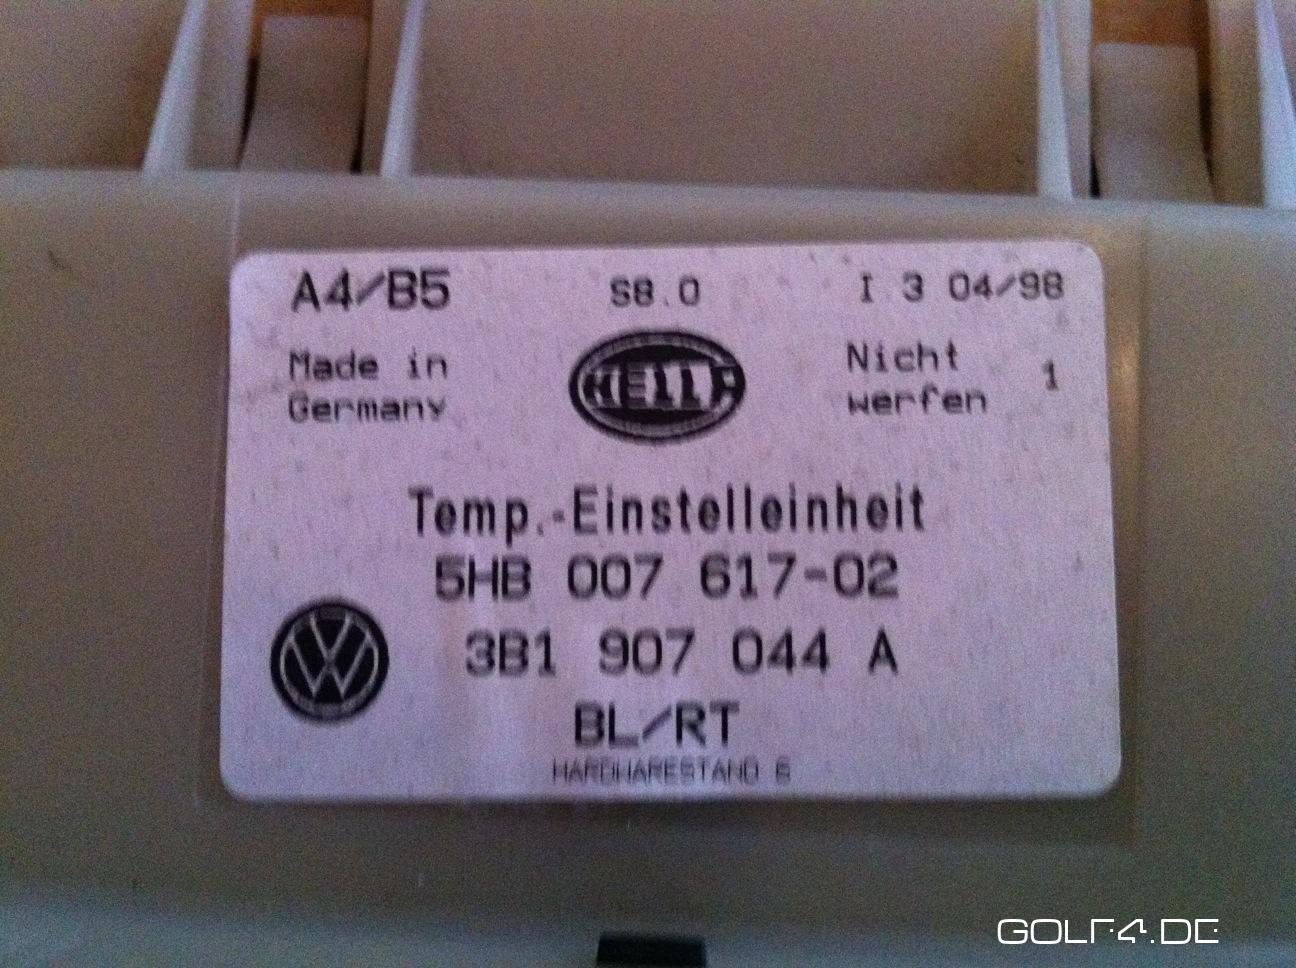 A4/B5 S8.0 I 3 04/98
Made in HELLA Nicht
Germany werfen 1
Temp.-Einstelleinheit
5HB 007 617-02
3B1 907 044 A
BL/RT
HARDWARESTAND 6
GOLF4.DE